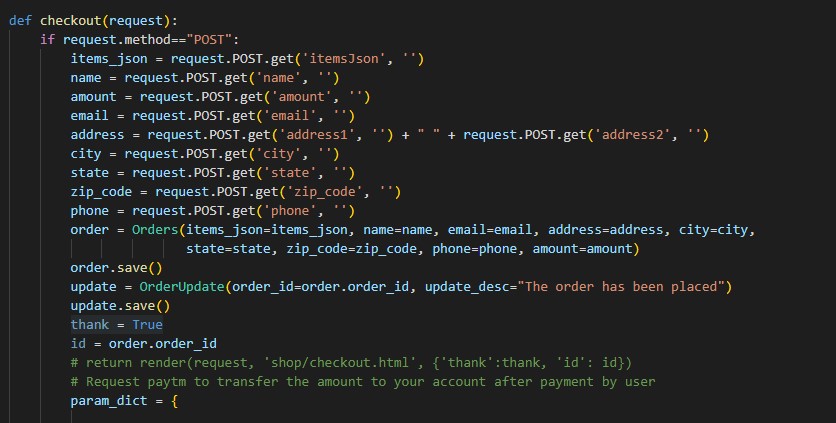 def checkout(request):
    if request.method=="POST":
        items_json = request.POST.get('itemsJson', '')
        name = request.POST.get('name', '')
        amount = request.POST.get('amount', '')
        email = request.POST.get('email', '')
        address = request.POST.get('address1', '') + " " + request.POST.get('address2', '')
        city = request.POST.get('city', '')
        state = request.POST.get('state', '')
        zip_code = request.POST.get('zip_code', '')
        phone = request.POST.get('phone', '')
        order = Orders(items_json=items_json, name=name, email=email, address=address, city=city,
                       state=state, zip_code=zip_code, phone=phone, amount=amount)
        order.save()
        update = OrderUpdate(order_id=order.order_id, update_desc="The order has been placed")
        update.save()
        thank = True
        id = order.order_id
        # return render(request, 'shop/checkout.html', {'thank':thank, 'id': id})
        # Request paytm to transfer the amount to your account after payment by user
        param_dict = {